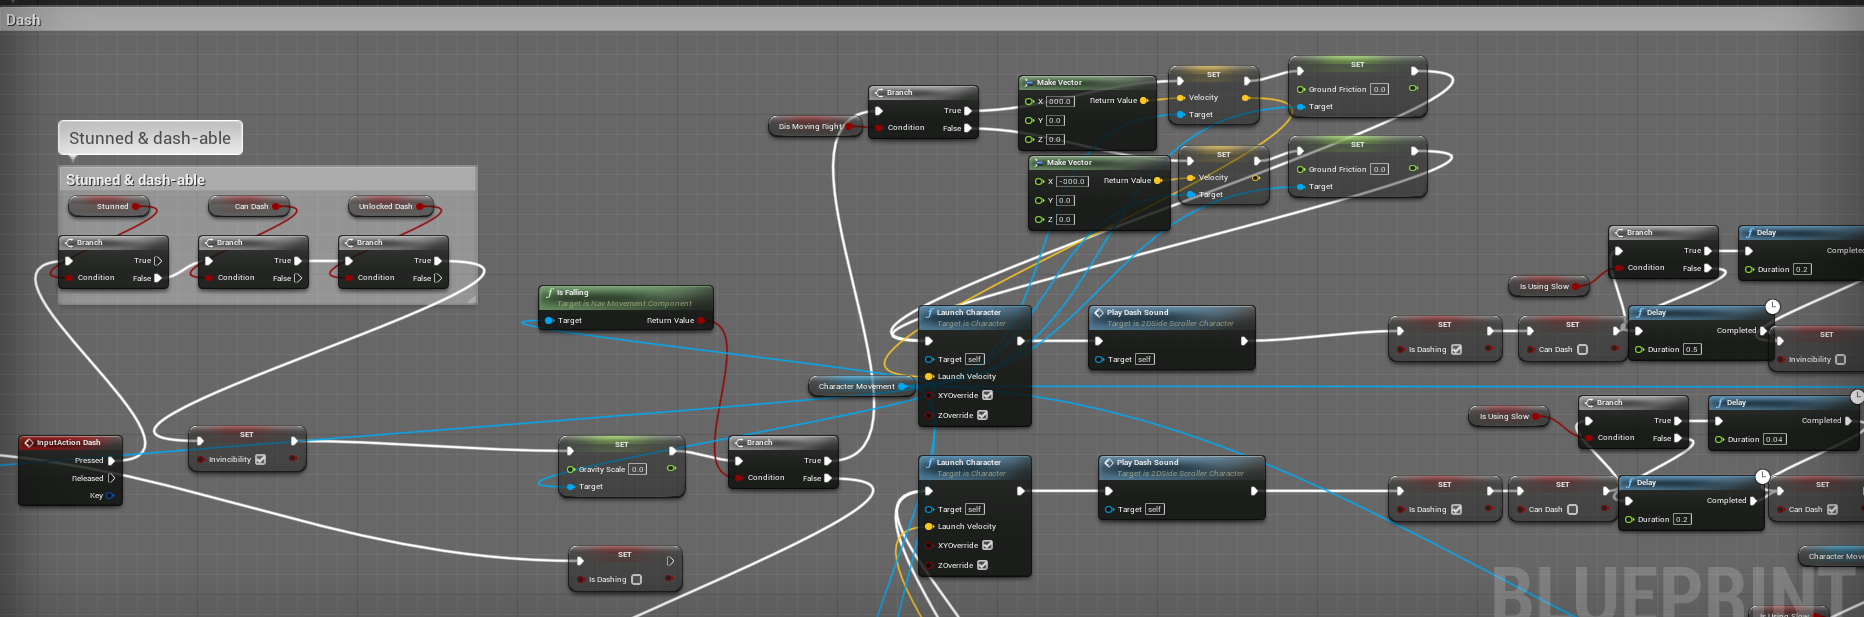 Dash
Stunned & dash-able
Stunned & dash-able
Stunned
Can Dash
Unlocked Dash
Branch
Condition
True
False
Branch
Condition
True
False
Branch
Condition
True
False
InputAction Dash
Pressed
Released
Key
SET
Invincibility
Is Falling
Target is Nav Movement Component
Target
Return Value
SET
Gravity Scale 0.0
Target
SET
Is Dashing
Branch
Condition
True
False
Character Movement
Branch
Condition
True
False
Make Vector
X 800.0
Y 0.0
Z 0.0
Return Value
SET
Velocity
Target
SET
Ground Friction 0.0
Target
Make Vector
X -800.0
Y 0.0
Z 0.0
Return Value
SET
Velocity
Target
SET
Ground Friction 0.0
Target
Launch Character
Target is Character
Target self
Launch Velocity
XYOverride
ZOverride
Play Dash Sound
Target is 2DSide Scroller Character
Target self
SET
Is Dashing
SET
Can Dash
Is Using Slow
Branch
Condition
True
False
Delay
Duration 0.2
Delay
Duration 0.5
Completed
SET
Invincibility
Launch Character
Target is Character
Target self
Launch Velocity
XYOverride
ZOverride
Play Dash Sound
Target is 2DSide Scroller Character
Target self
SET
Is Dashing
SET
Can Dash
Is Using Slow
Branch
Condition
True
False
Delay
Duration 0.04
Completed
Delay
Duration 0.2
Completed
SET
Can Dash
Character
BLUEPRINT